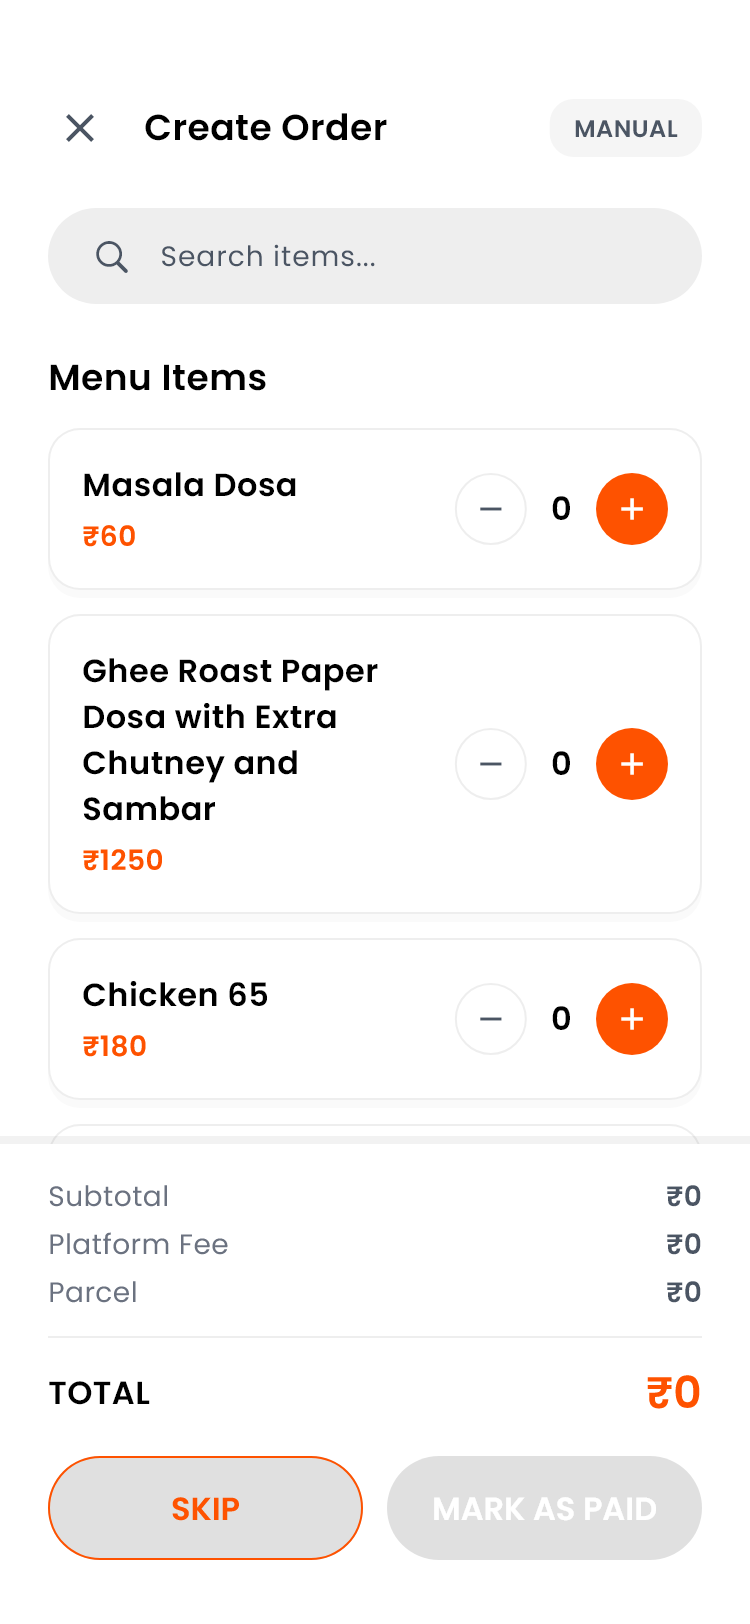 Create Order
MANUAL
Search items...
Menu Items
Masala Dosa
₹60
0
Ghee Roast Paper
Dosa with Extra
Chutney and
Sambar
₹1250
0
Chicken 65
₹180
0
Subtotal ₹0
Platform Fee ₹0
Parcel ₹0
TOTAL ₹0
SKIP
MARK AS PAID